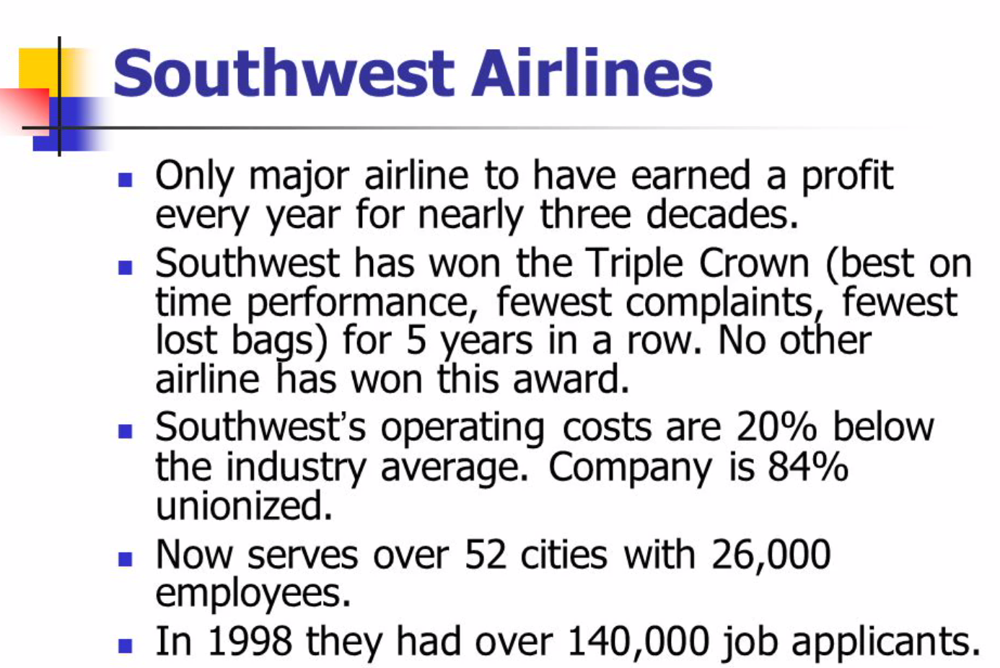 Southwest Airlines
Only major airline to have earned a profit
every year for nearly three decades.
Southwest has won the Triple Crown (best on
time performance, fewest complaints, fewest
lost bags) for 5 years in a row. No other
airline has won this award.
Southwest’s operating costs are 20% below
the industry average. Company is 84%
unionized.
Now serves over 52 cities with 26,000
employees.
In 1998 they had over 140,000 job applicants.